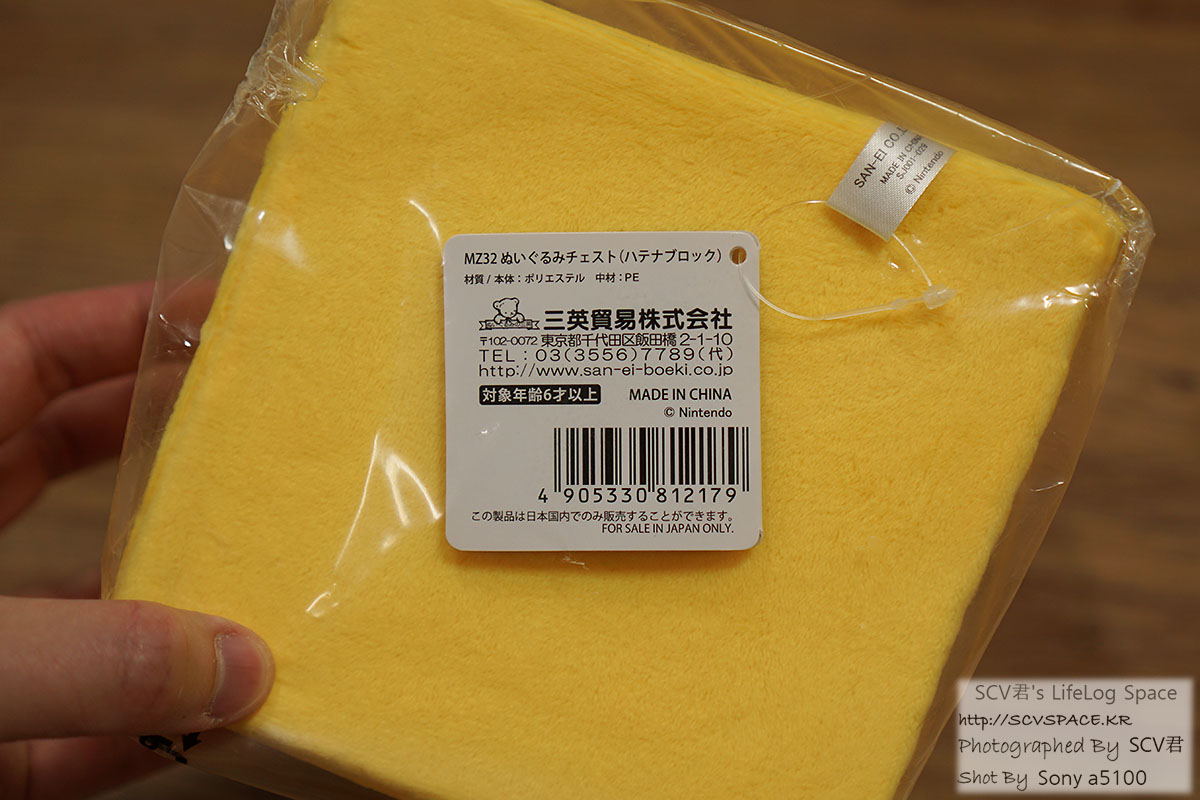 SAN-EI CO.,
MADE IN CHINA
SJ001-029
© Nintendo
MZ32 ぬいぐるみチェスト(ハテナブロック)
材質/本体:ポリエステル 中材:PE
三英貿易株式会社
〒102-0072 東京都千代田区飯田橋2-1-10
TEL:03(3556)7789(代)
http://www.san-ei-boeki.co.jp
対象年齢6才以上 MADE IN CHINA
© Nintendo
4 905330 812179
この製品は日本国内でのみ販売することができます。
FOR SALE IN JAPAN ONLY.
SCV君's LifeLog Space
http://SCVSPACE.KR
Photographed By SCV君
Shot By Sony a5100